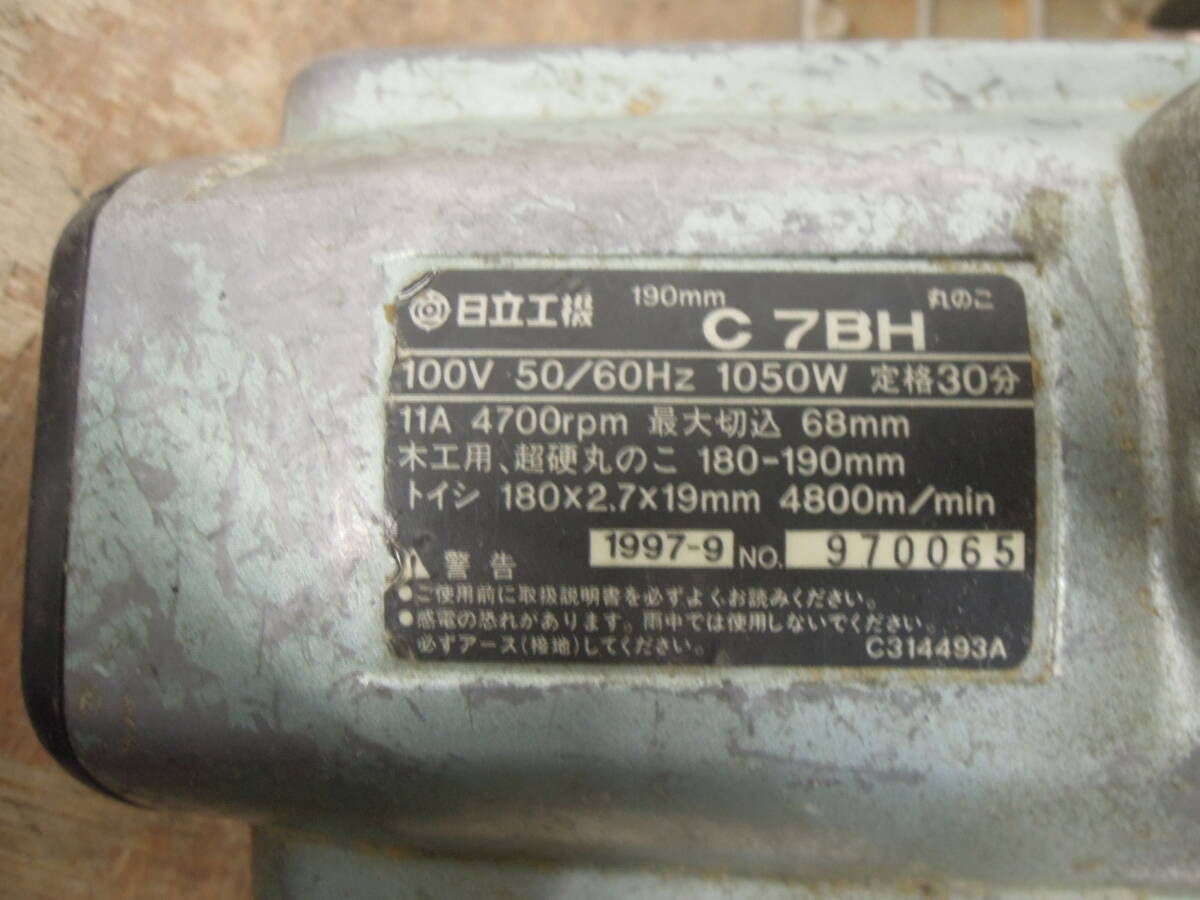 日立工機 190mm C 7BH 丸のこ
100V 50/60Hz 1050W 定格30分
11A 4700rpm 最大切込 68mm
木工用、超硬丸のこ 180-190mm
トイシ 180×2.7×19mm 4800m/min
警告 1997-9 NO. 970065
●ご使用前に取扱説明書を必ずよくお読みください。
●感電の恐れがあります。雨中では使用しないでください。
必ずアース(接地)してください。 C314493A